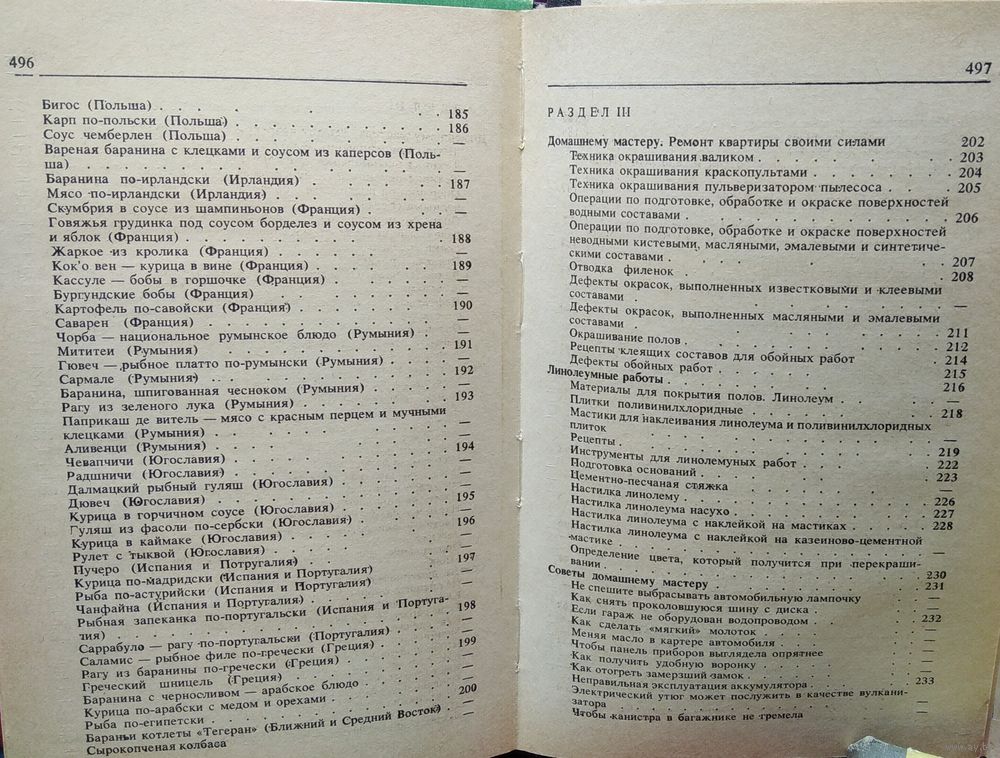 496
Бигос (Польша) . . . . . . . . . . 185
Карп по-польски (Польша) . . . . . . . . 186
Соус чемберлен (Польша) . . . . . . . . —
Вареная баранина с клецками и соусом из каперсов (Поль-
ша) . . . . . . . . . . . . —
Баранина по-ирландски (Ирландия) . . . . . . 187
Мясо по-ирландски (Ирландия) . . . . . . . —
Скумбрия в соусе из шампиньонов (Франция) . . . . —
Говяжья грудинка под соусом борделез и соусом из хрена
и яблок (Франция) . . . . . . . . . 188
Жаркое из кролика (Франция) . . . . . . . —
Кок'о вен — курица в вине (Франция) . . . . . 189
Кассуле — бобы в горшочке (Франция) . . . . . —
Бургундские бобы (Франция) . . . . . . . —
Картофель по-савойски (Франция) . . . . . . 190
Саварен (Франция) . . . . . . . . . —
Чорба — национальное румынское блюдо (Румыния) . . —
Мититеи (Румыния) . . . . . . . . . 191
Гювеч — рыбное платто по-румынски (Румыния) . . . —
Сармале (Румыния) . . . . . . . . . 192
Баранина, шпигованная чесноком (Румыния) . . . . —
Рагу из зеленого лука (Румыния) . . . . . . 193
Паприкаш де витель — мясо с красным перцем и мучными
клецками (Румыния) . . . . . . . . . —
Аливенци (Румыния) . . . . . . . . . 194
Чевапчичи (Югославия) . . . . . . . . —
Радшничи (Югославия) . . . . . . . . —
Далмацкий рыбный гуляш (Югославия) . . . . . —
Дювеч (Югославия) . . . . . . . . . 195
Курица в горчичном соусе (Югославия) . . . . . —
Гуляш из фасоли по-сербски (Югославия) . . . . 196
Курица в каймаке (Югославия) . . . . . . . —
Рулет с тыквой (Югославия) . . . . . . . —
Пучеро (Испания и Потругалия) . . . . . . . 197
Курица по-мадридски (Испания и Португалия) . . . —
Рыба по-астурийски (Испания и Португалия) . . . —
Чанфайна (Испания и Португалия) . . . . . . —
Рыбная запеканка по-португальски (Испания и Португа-
лия) . . . . . . . . . . . . 198
Саррабуло — рагу по-португальски (Португалия) . . . —
Саламис — рыбное филе по-гречески (Греция) . . . 199
Рагу из баранины по-гречески (Греция) . . . . . —
Греческий шницель (Греция) . . . . . . . —
Баранина с черносливом — арабское блюдо . . . . —
Курица по-арабски с медом и орехами . . . . . 200
Рыба по-египетски . . . . . . . . . —
Бараньи котлеты «Тегеран» (Ближний и Средний Восток) . —
Сырокопченая колбаса
497
РАЗДЕЛ III
Домашнему мастеру. Ремонт квартиры своими силами 202
Техника окрашивания валиком . . . . . . . 203
Техника окрашивания краскопультами . . . . . 204
Техника окрашивания пульверизатором пылесоса . . . 205
Операции по подготовке, обработке и окраске поверхностей
водными составами . . . . . . . . . 206
Операции по подготовке, обработке и окраске поверхностей
неводными кистевыми, масляными, эмалевыми и синтетиче-
скими составами . . . . . . . . . 207
Отводка филенок . . . . . . . . . 208
Дефекты окрасок, выполненных известковыми и клеевыми
составами . . . . . . . . . . . —
Дефекты окрасок, выполненных масляными и эмалевыми
составами . . . . . . . . . . . 211
Окрашивание полов . . . . . . . . . 212
Рецепты клеящих составов для обойных работ . . . 214
Дефекты обойных работ . . . . . . . . 215
Линолеумные работы . . . . . . . . . 216
Материалы для покрытия полов. Линолеум . . . . —
Плитки поливинилхлоридные . . . . . . . 218
Мастики для наклеивания линолеума и поливинилхлоридных
плиток . . . . . . . . . . . —
Рецепты . . . . . . . . . . . 219
Инструменты для линолемуных работ . . . . . 222
Подготовка оснований . . . . . . . . 223
Цементно-песчаная стяжка . . . . . . . —
Настилка линолему . . . . . . . . . 226
Настилка линолеума насухо . . . . . . . 227
Настилка линолеума с наклейкой на мастиках . . . 228
Настилка линолеума с наклейкой на казеиново-цементной
мастике . . . . . . . . . . . —
Определение цвета, который получится при перекраши-
вании . . . . . . . . . . . . 230
Советы домашнему мастеру . . . . . . . 231
Не спешите выбрасывать автомобильную лампочку —
Как снять проколовшуюся шину с диска . . . . —
Если гараж не оборудован водопроводом . . . . 232
Как сделать «мягкий» молоток . . . . . . —
Меняя масло в картере автомобиля . . . . . —
Чтобы панель приборов выглядела опрятнее . . . —
Как получить удобную воронку . . . . . . —
Как отогреть замерзший замок . . . . . . —
Неправильная эксплуатация аккумулятора . . . . 233
Электрический утюг может послужить в качестве вулкани-
затора . . . . . . . . . . . —
Чтобы канистра в багажнике не гремела
www.ay.by